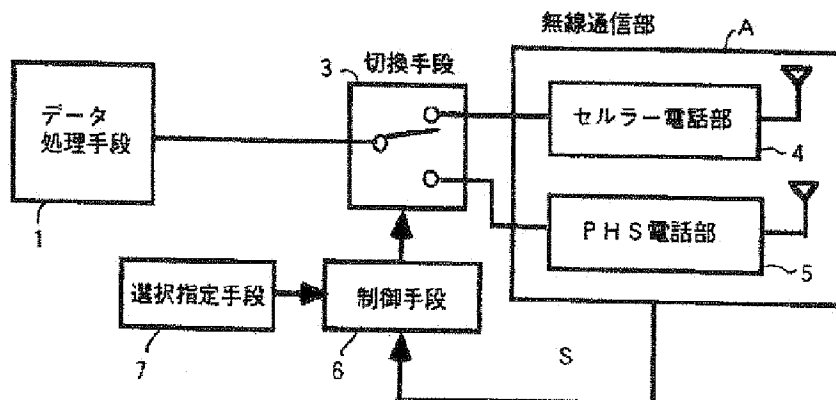 無線通信部
A
3
切換手段
データ
処理手段
セルラー電話部
4
1
PHS電話部
5
選択指定手段
制御手段
7
6
S